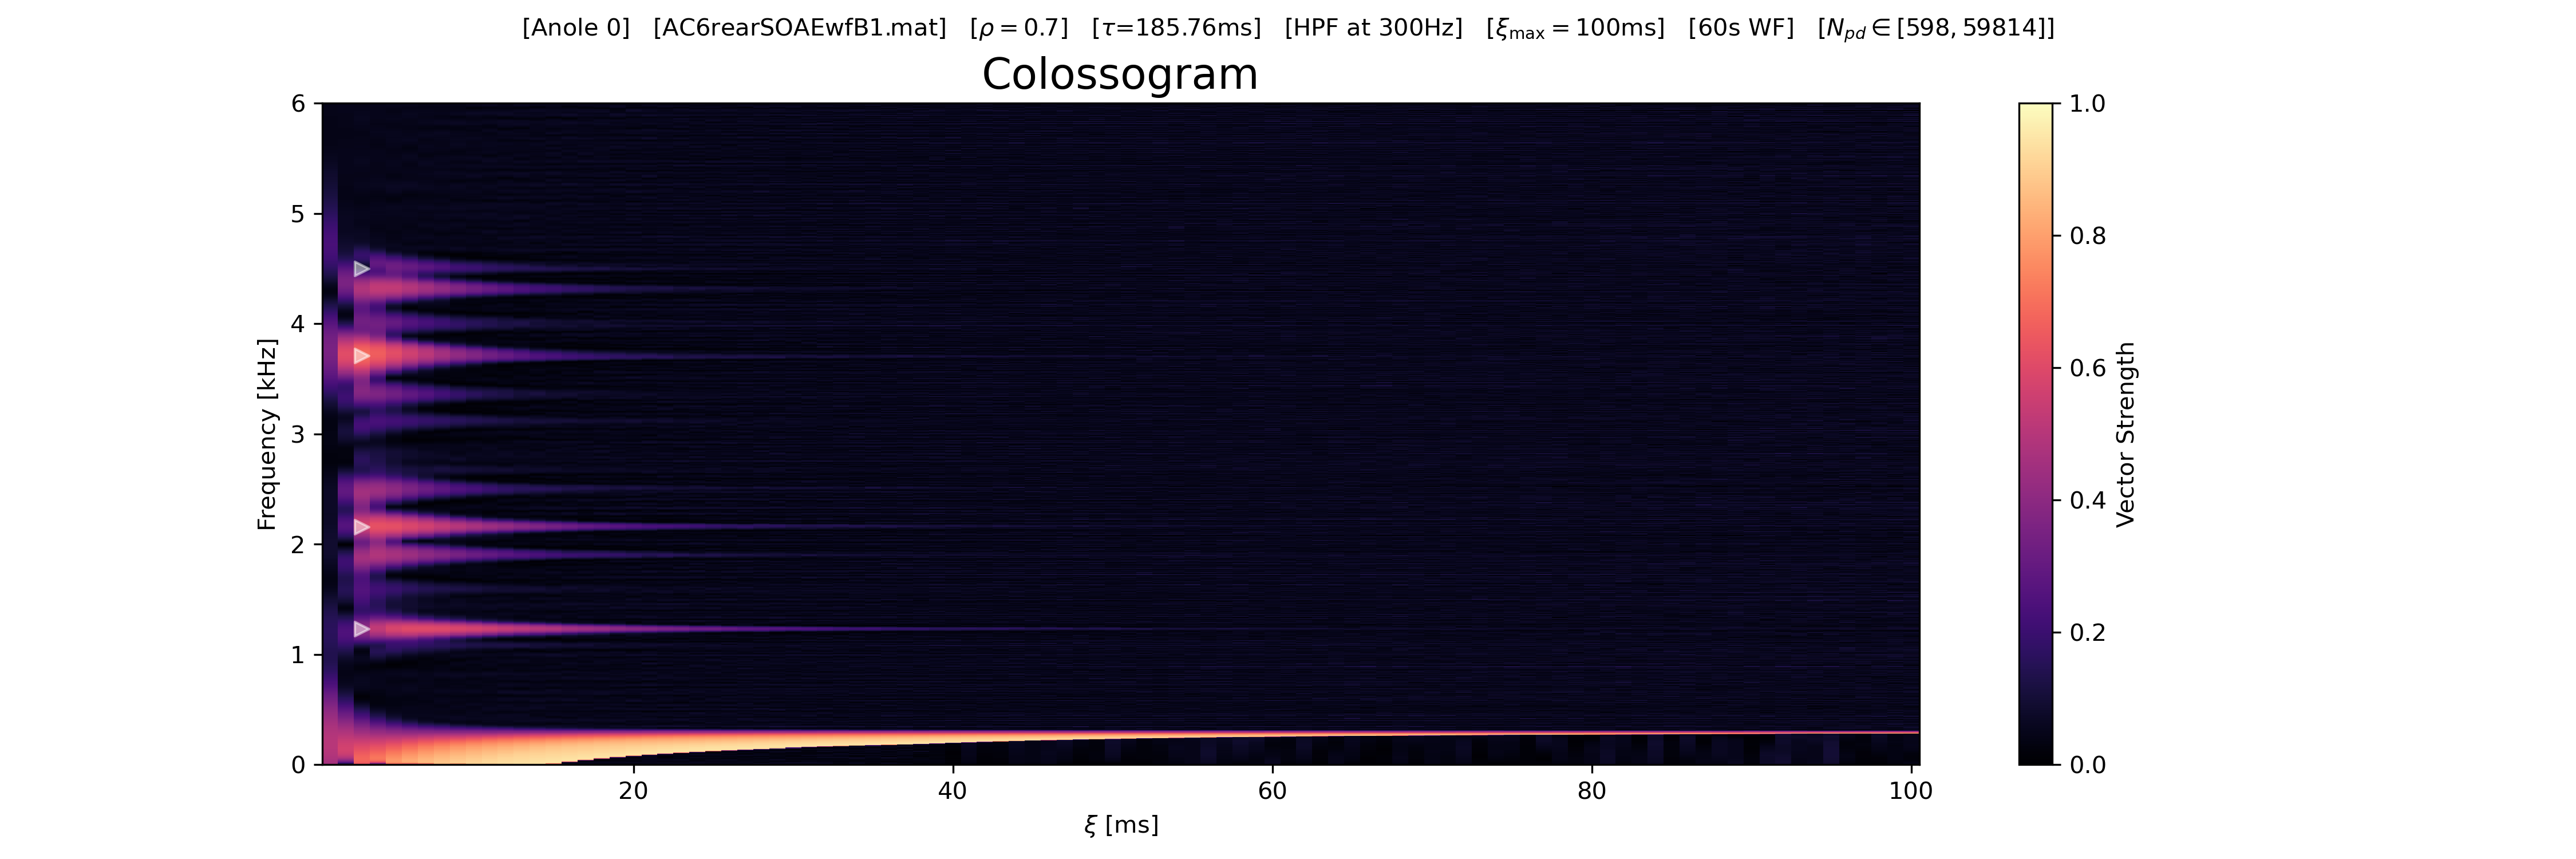 [Anole 0] [AC6rearSOAEwfB1.mat] [ρ = 0.7] [τ=185.76ms] [HPF at 300Hz] [ξmax = 100ms] [60s WF] [Npd ∈ [598, 59814]]
Colossogram
6
5
4
3
2
1
0
Frequency [kHz]
20 40 60 80 100
ξ [ms]
1.0
0.8
0.6
0.4
0.2
0.0
Vector Strength